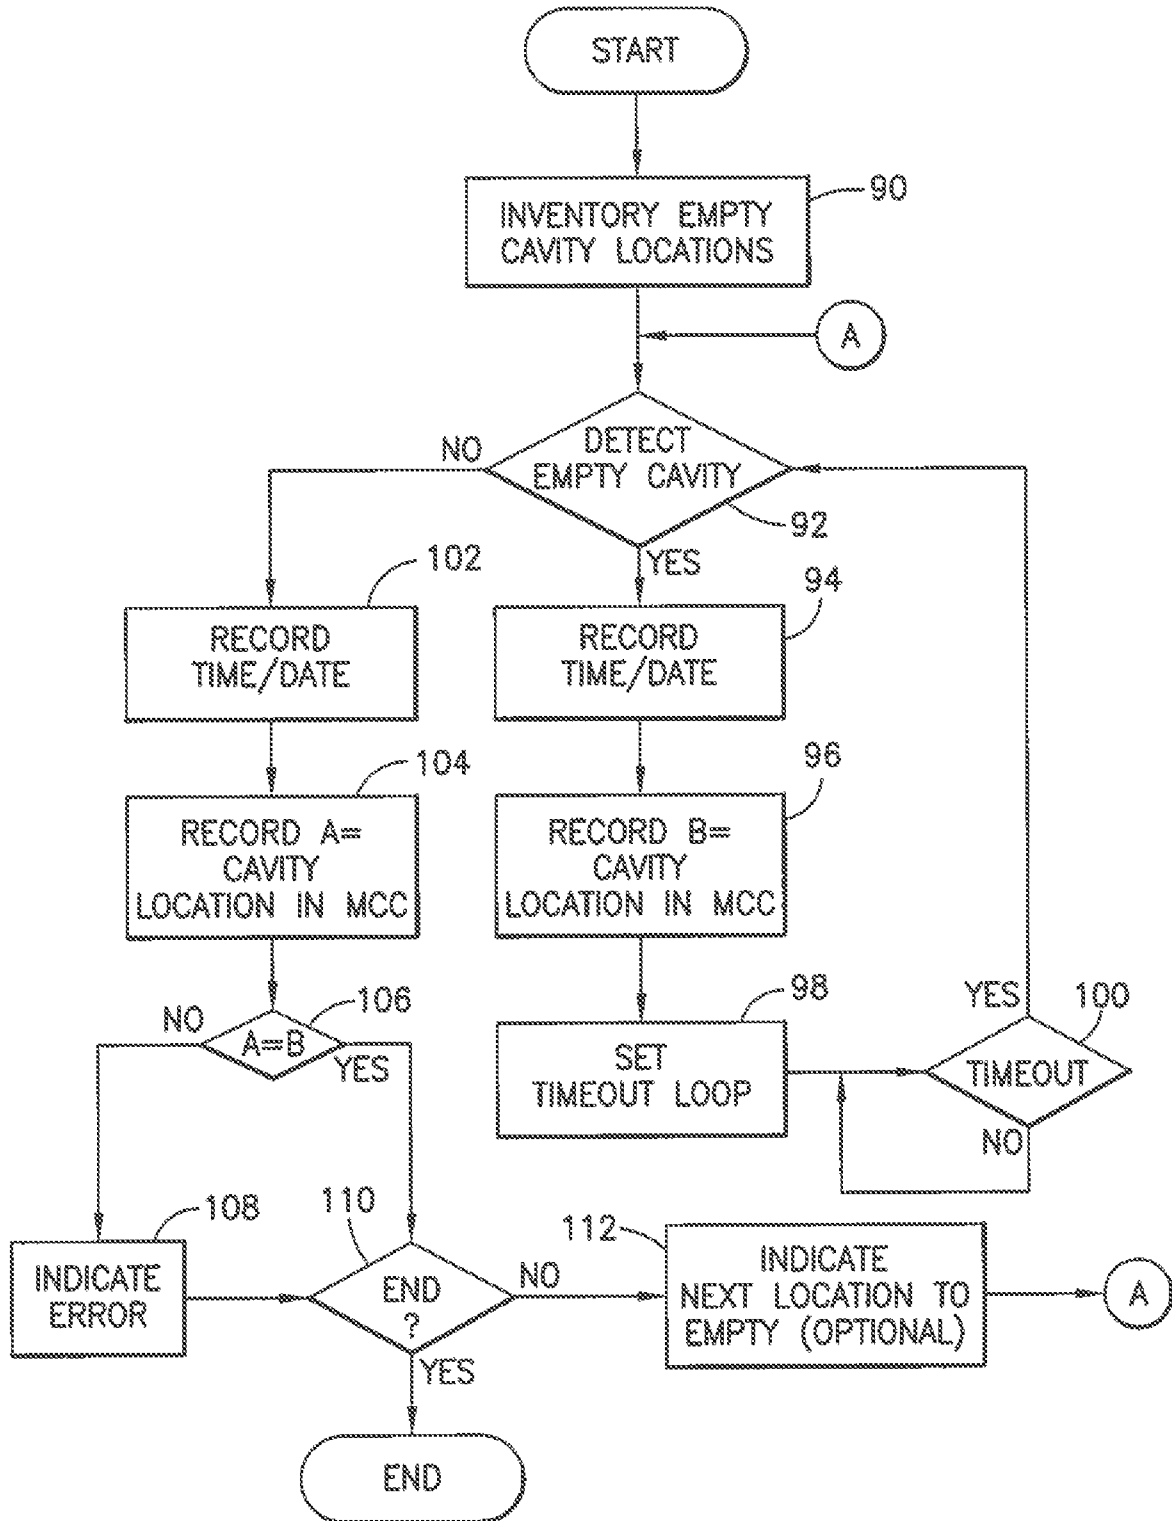 START
90
INVENTORY EMPTY
CAVITY LOCATIONS
A
NO
DETECT
EMPTY CAVITY
92
YES
102
94
RECORD
TIME/DATE
RECORD
TIME/DATE
104
96
RECORD A=
CAVITY
LOCATION IN MCC
RECORD B=
CAVITY
LOCATION IN MCC
106
NO
A=B
YES
98
SET
TIMEOUT LOOP
YES
100
TIMEOUT
NO
108
INDICATE
ERROR
110
END
?
NO
YES
112
INDICATE
NEXT LOCATION TO
EMPTY (OPTIONAL)
A
END